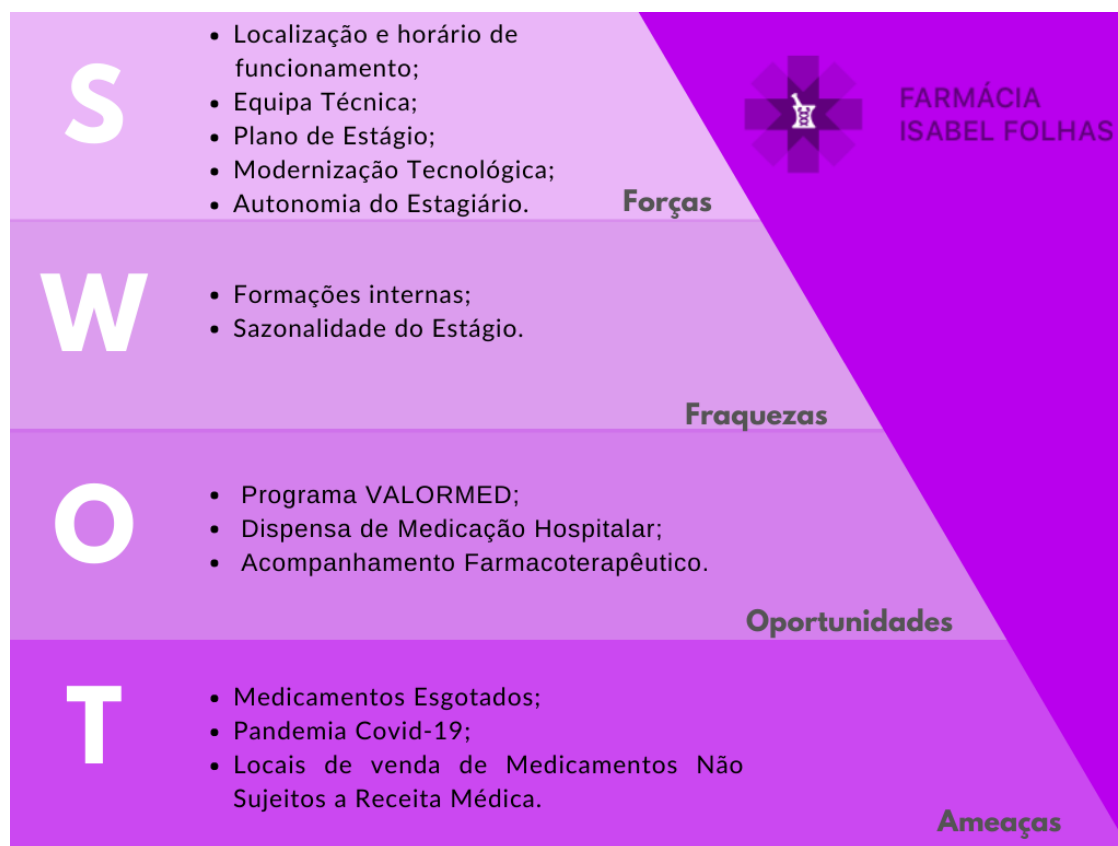 FARMÁCIA
ISABEL FOLHAS
S
• Localização e horário de
funcionamento;
• Equipa Técnica;
• Plano de Estágio;
• Modernização Tecnológica;
• Autonomia do Estagiário.
Forças
W
• Formações internas;
• Sazonalidade do Estágio.
Fraquezas
O
• Programa VALORMED;
• Dispensa de Medicação Hospitalar;
• Acompanhamento Farmacoterapêutico.
Oportunidades
T
• Medicamentos Esgotados;
• Pandemia Covid-19;
• Locais de venda de Medicamentos Não
Sujeitos a Receita Médica.
Ameaças